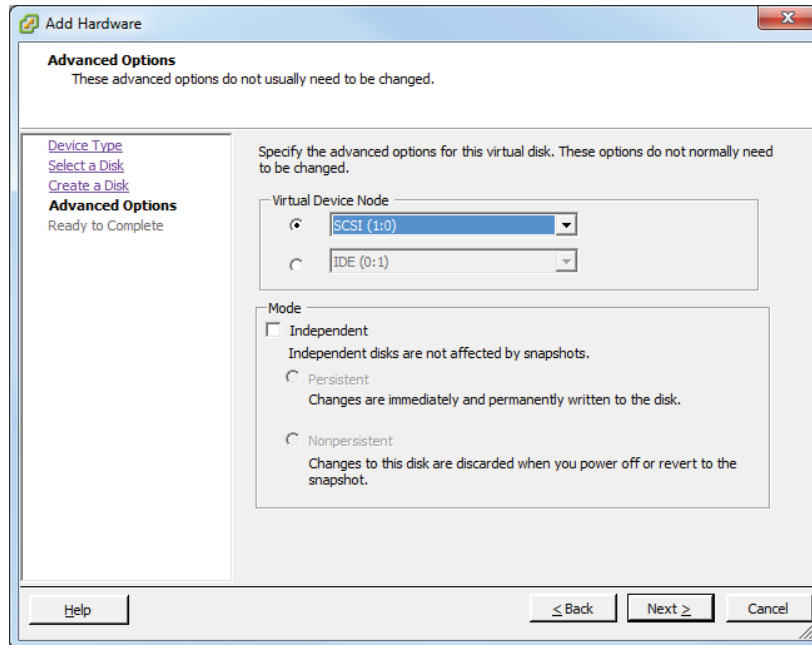 Add Hardware
Advanced Options
These advanced options do not usually need to be changed.
Device Type
Select a Disk
Create a Disk
Advanced Options
Ready to Complete
Specify the advanced options for this virtual disk. These options do not normally need
to be changed.
Virtual Device Node
SCSI (1:0)
IDE (0:1)
Mode
Independent
Independent disks are not affected by snapshots.
Persistent
Changes are immediately and permanently written to the disk.
Nonpersistent
Changes to this disk are discarded when you power off or revert to the
snapshot.
Help
< Back
Next >
Cancel